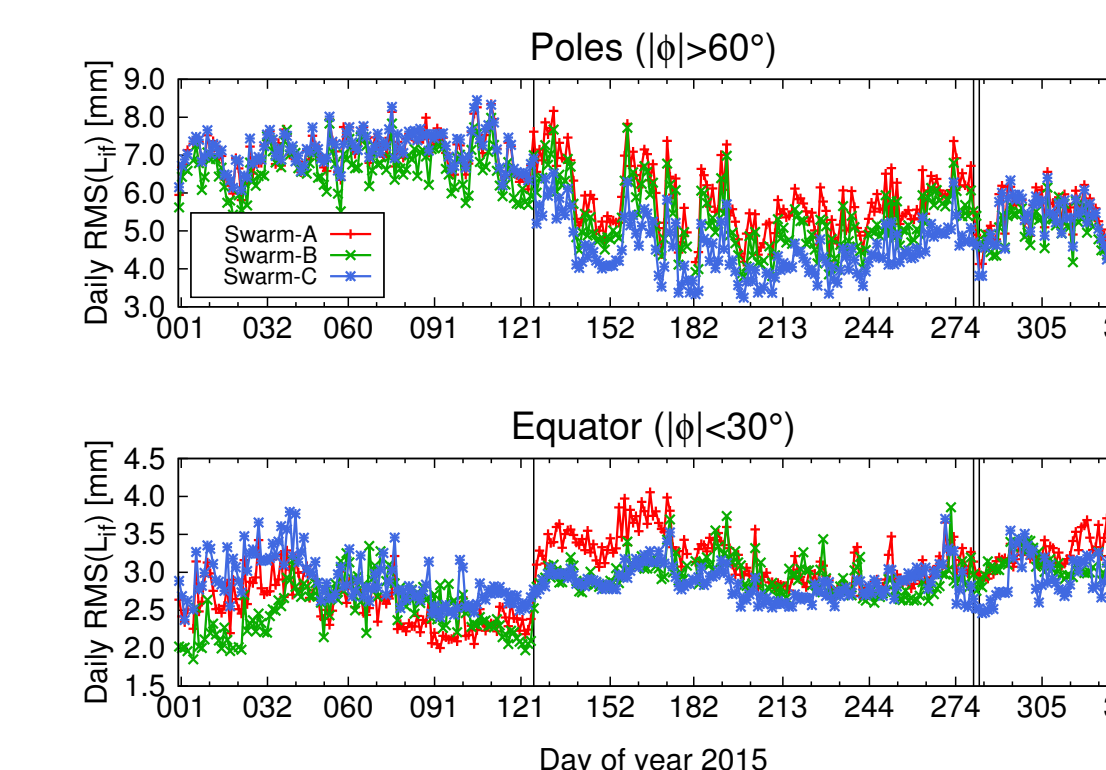 Poles (|ϕ|>60°)
Daily RMS(L_if) [mm]
9.0
8.0
7.0
6.0
5.0
4.0
3.0
Swarm-A
Swarm-B
Swarm-C
001 032 060 091 121 152 182 213 244 274 305
Equator (|ϕ|<30°)
Daily RMS(L_if) [mm]
4.5
4.0
3.5
3.0
2.5
2.0
1.5
001 032 060 091 121 152 182 213 244 274 305
Day of year 2015